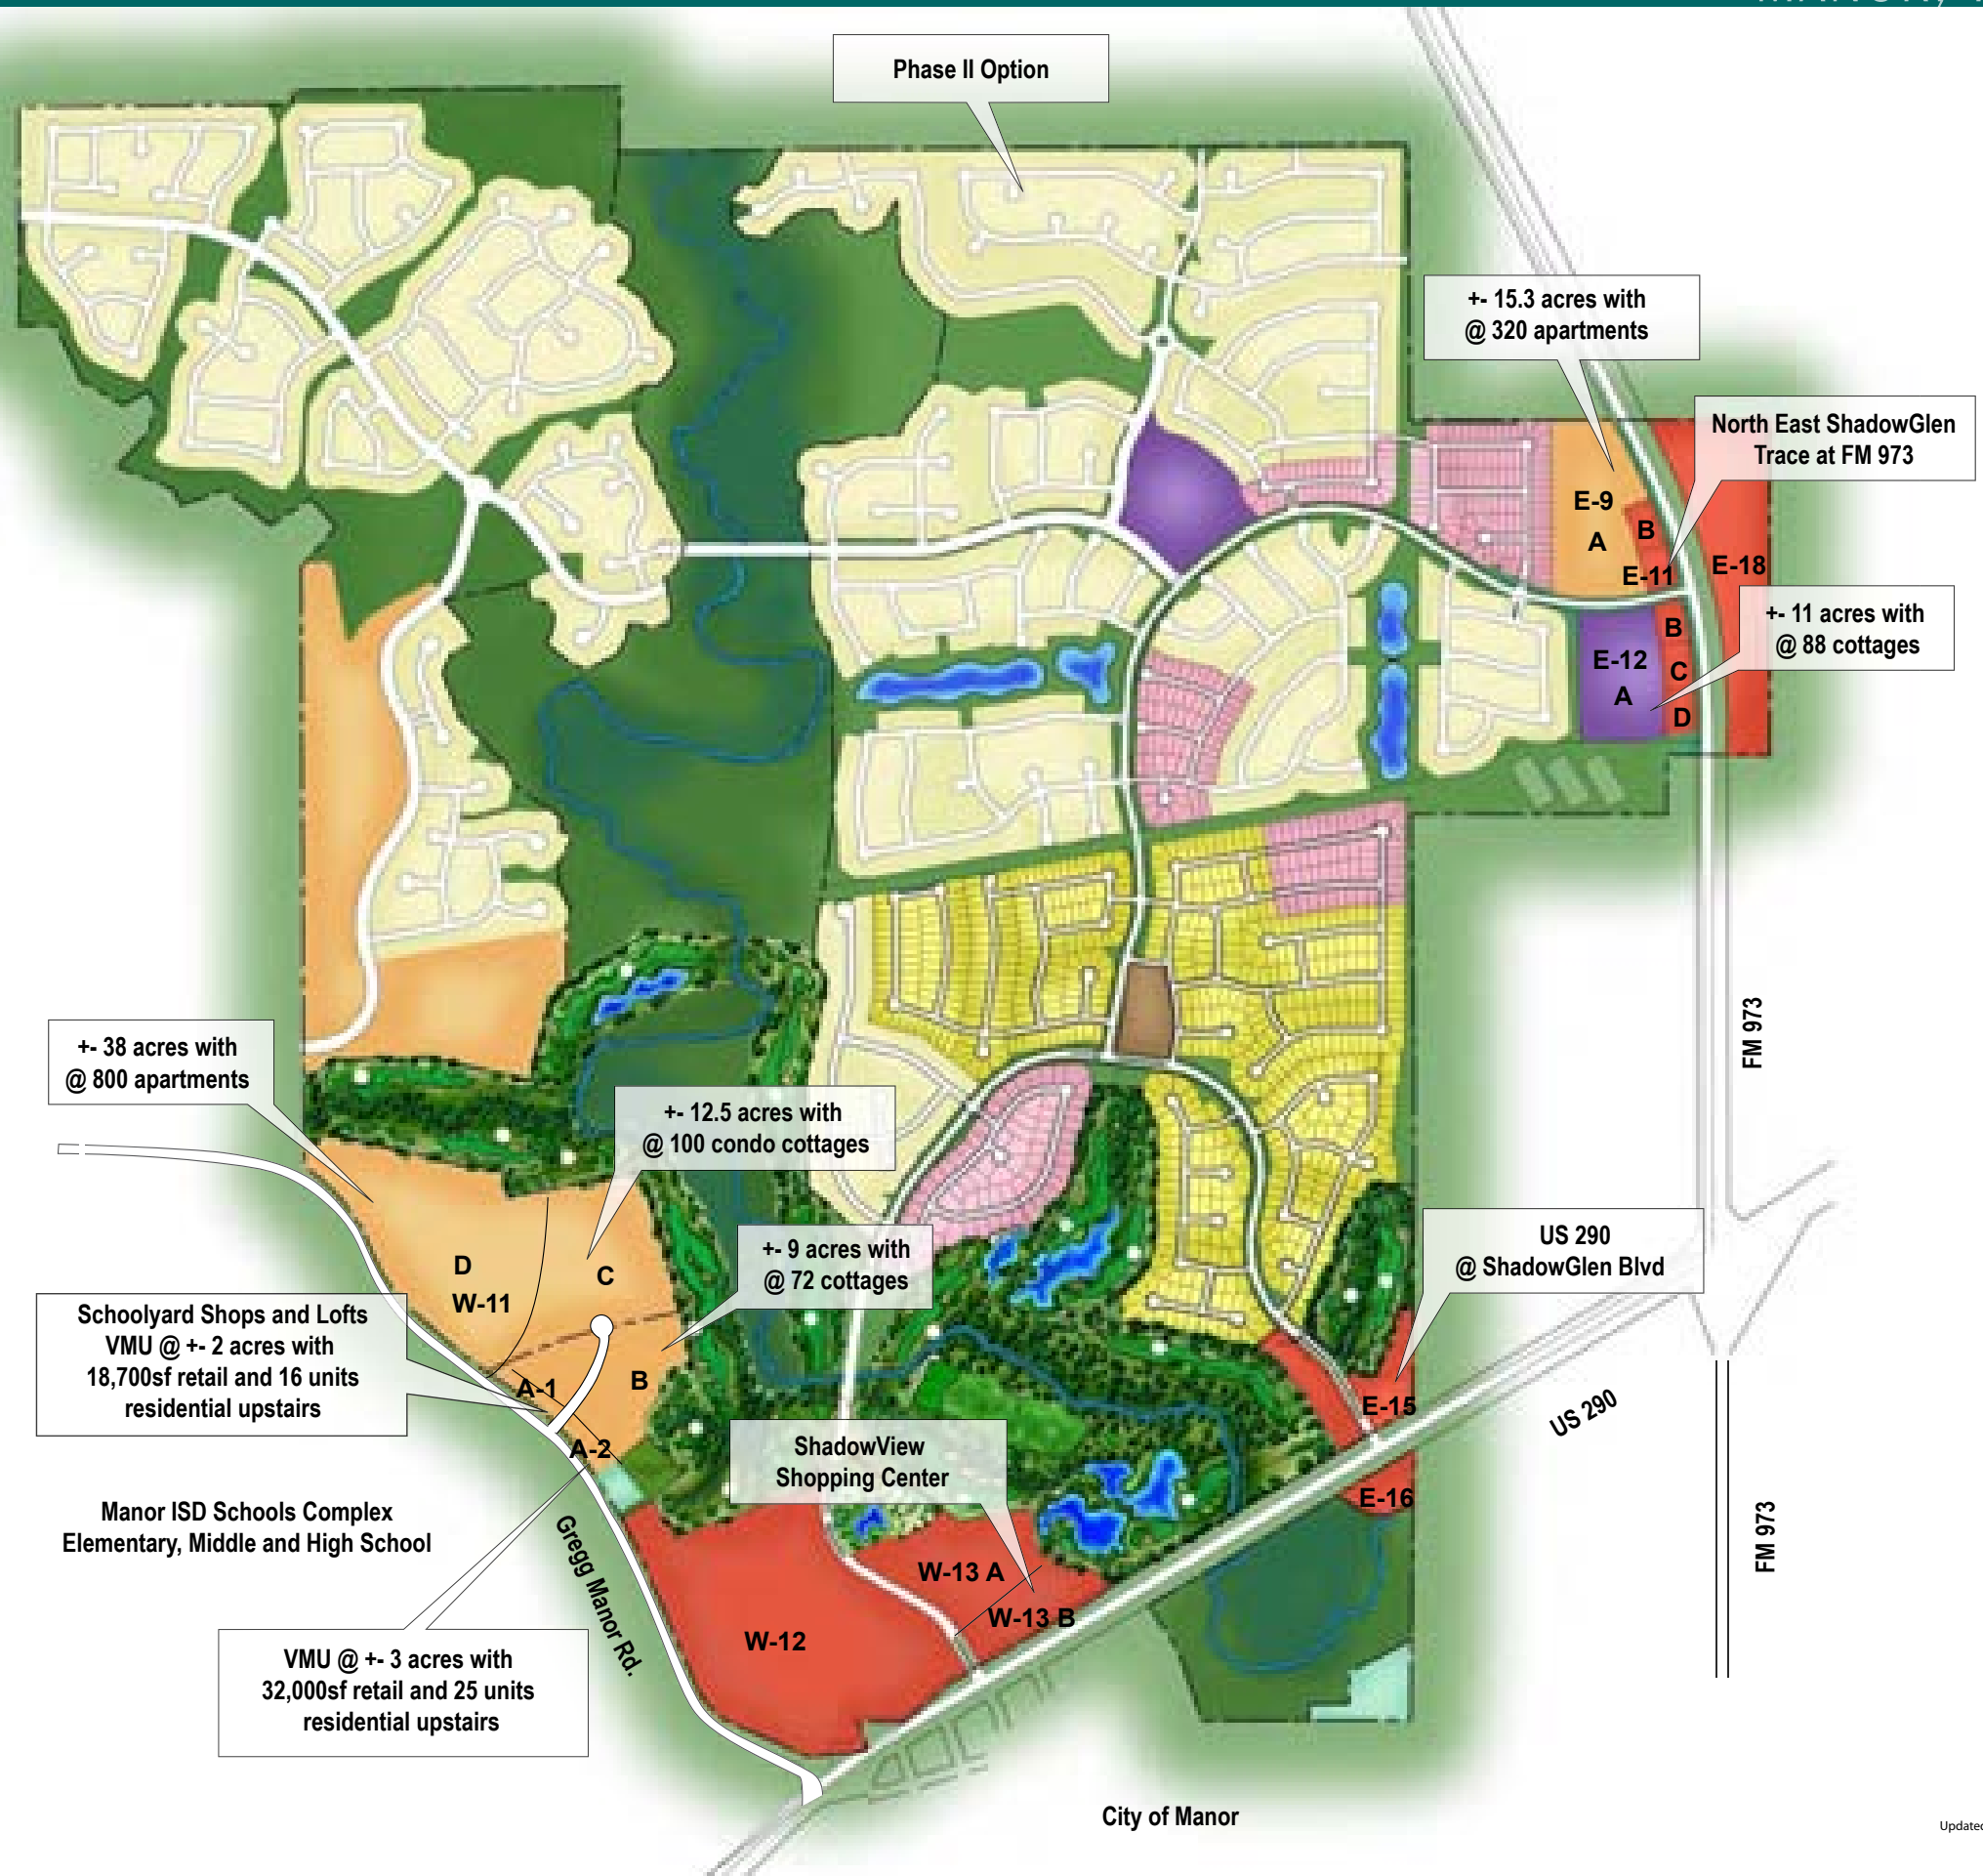 Phase II Option
+- 15.3 acres with
@ 320 apartments
North East ShadowGlen
Trace at FM 973
E-9
A
B
E-11
E-18
+- 11 acres with
@ 88 cottages
B
E-12
A
C
D
FM 973
+- 38 acres with
@ 800 apartments
+- 12.5 acres with
@ 100 condo cottages
+- 9 acres with
@ 72 cottages
US 290
@ ShadowGlen Blvd
D
W-11
C
Schoolyard Shops and Lofts
VMU @ +- 2 acres with
18,700sf retail and 16 units
residential upstairs
A-1
B
A-2
E-15
US 290
ShadowView
Shopping Center
E-16
Manor ISD Schools Complex
Elementary, Middle and High School
Gregg Manor Rd.
FM 973
W-13 A
W-13 B
W-12
VMU @ +- 3 acres with
32,000sf retail and 25 units
residential upstairs
City of Manor
Updated